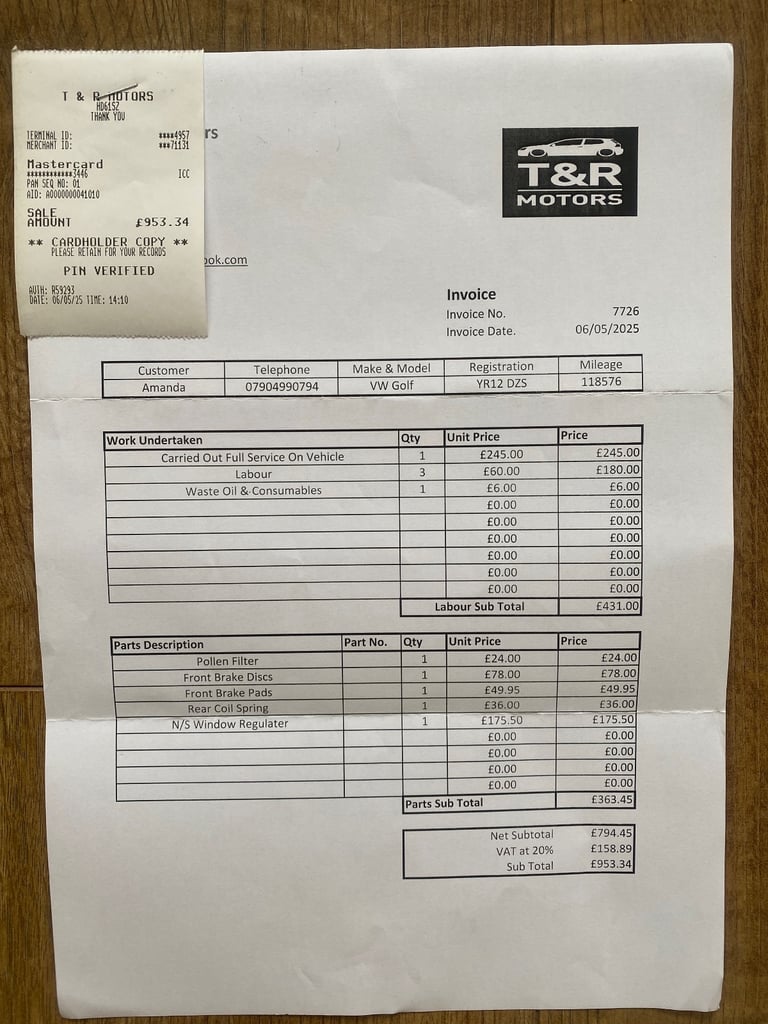 T & R MOTORS
HD615Z
THANK YOU
TERMINAL ID: ****4957
MERCHANT ID: ***71131
Mastercard
************3446 ICC
PAN SEQ NO: 01
AID: A0000000041010
SALE
AMOUNT £953.34
** CARDHOLDER COPY **
PLEASE RETAIN FOR YOUR RECORDS
PIN VERIFIED
AUTH: R59293
DATE: 06/05/25 TIME: 14:10
rs
ook.com
T&R
MOTORS
Invoice
Invoice No. 7726
Invoice Date. 06/05/2025
Customer Telephone Make & Model Registration Mileage
Amanda 07904990794 VW Golf YR12 DZS 118576
Work Undertaken Qty Unit Price Price
Carried Out Full Service On Vehicle 1 £245.00 £245.00
Labour 3 £60.00 £180.00
Waste Oil & Consumables 1 £6.00 £6.00
£0.00 £0.00
£0.00 £0.00
£0.00 £0.00
£0.00 £0.00
£0.00 £0.00
£0.00 £0.00
Labour Sub Total £431.00
Parts Description Part No. Qty Unit Price Price
Pollen Filter 1 £24.00 £24.00
Front Brake Discs 1 £78.00 £78.00
Front Brake Pads 1 £49.95 £49.95
Rear Coil Spring 1 £36.00 £36.00
N/S Window Regulater 1 £175.50 £175.50
£0.00 £0.00
£0.00 £0.00
£0.00 £0.00
£0.00 £0.00
Parts Sub Total £363.45
Net Subtotal £794.45
VAT at 20% £158.89
Sub Total £953.34